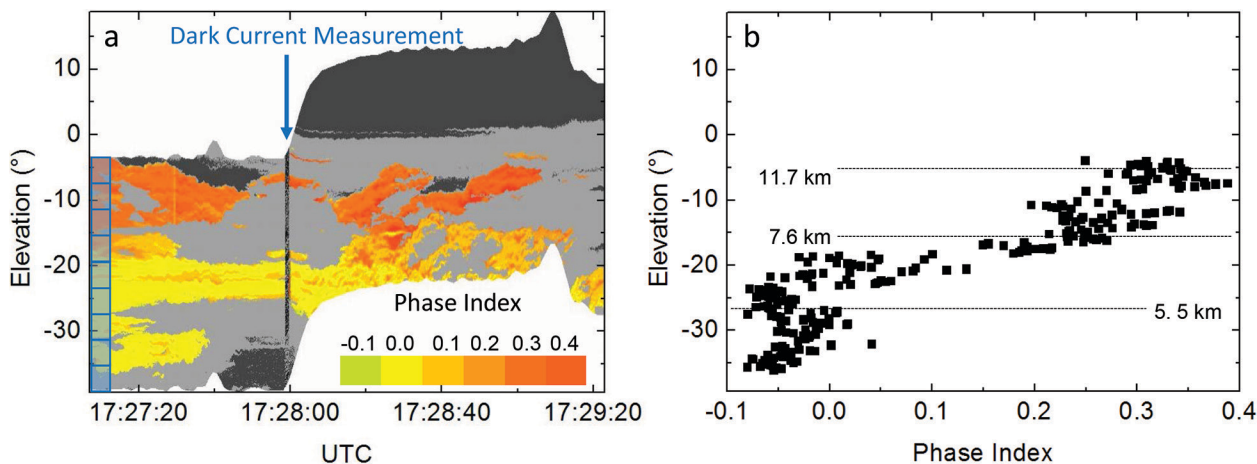 a
Dark Current Measurement
Elevation (°)
10
0
-10
-20
-30
Phase Index
-0.1 0.0 0.1 0.2 0.3 0.4
17:27:20 17:28:00 17:28:40 17:29:20
UTC
b
Elevation (°)
10
0
-10
-20
-30
11.7 km
7.6 km
5. 5 km
-0.1 0.0 0.1 0.2 0.3 0.4
Phase Index